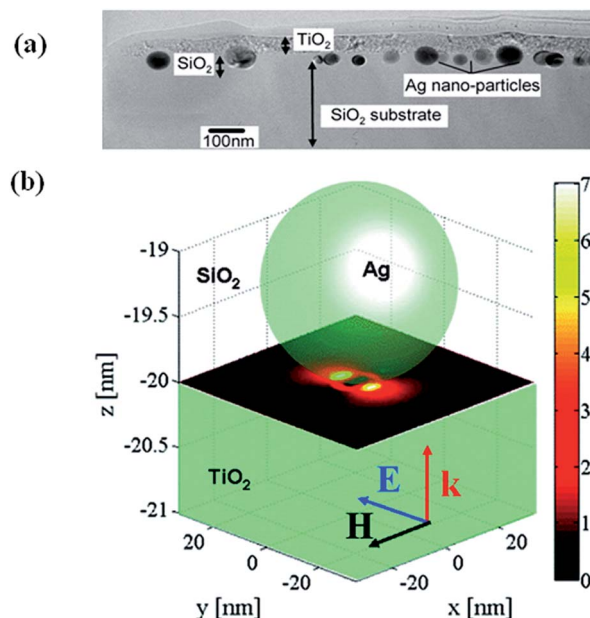 (a)
TiO₂
SiO₂
Ag nano-particles
SiO₂ substrate
100nm
(b)
7
6
5
4
3
2
1
0
-19
-19.5
-20
-20.5
-21
z [nm]
SiO₂
Ag
TiO₂
E
k
H
20
0
-20
y [nm]
-20
0
20
x [nm]